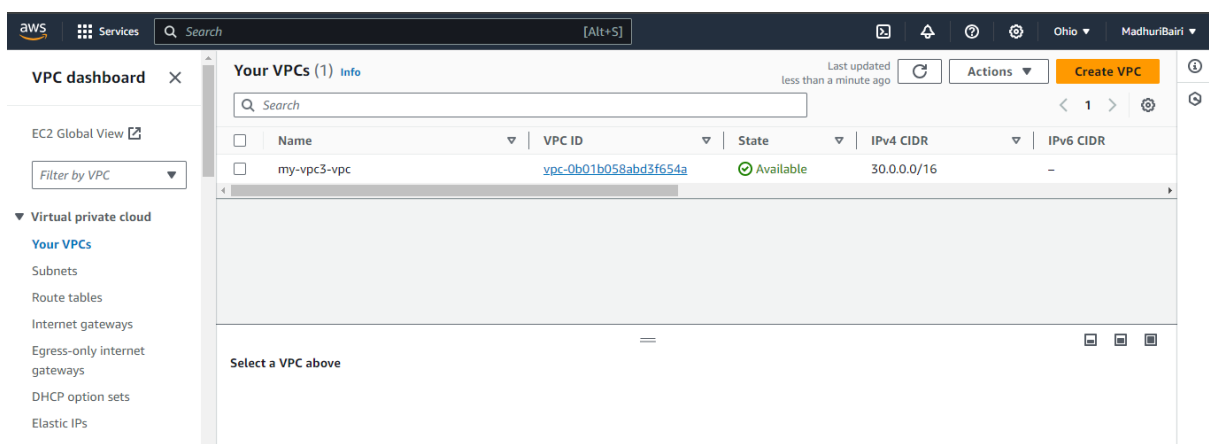 aws Services Search [Alt+S] Ohio MadhuriBairi
VPC dashboard
EC2 Global View
Filter by VPC
Virtual private cloud
Your VPCs
Subnets
Route tables
Internet gateways
Egress-only internet
gateways
DHCP option sets
Elastic IPs
Your VPCs (1) Info
Last updated
less than a minute ago
Actions
Create VPC
Search
1
Name VPC ID State IPv4 CIDR IPv6 CIDR
my-vpc3-vpc vpc-0b01b058abd3f654a Available 30.0.0.0/16 –
Select a VPC above